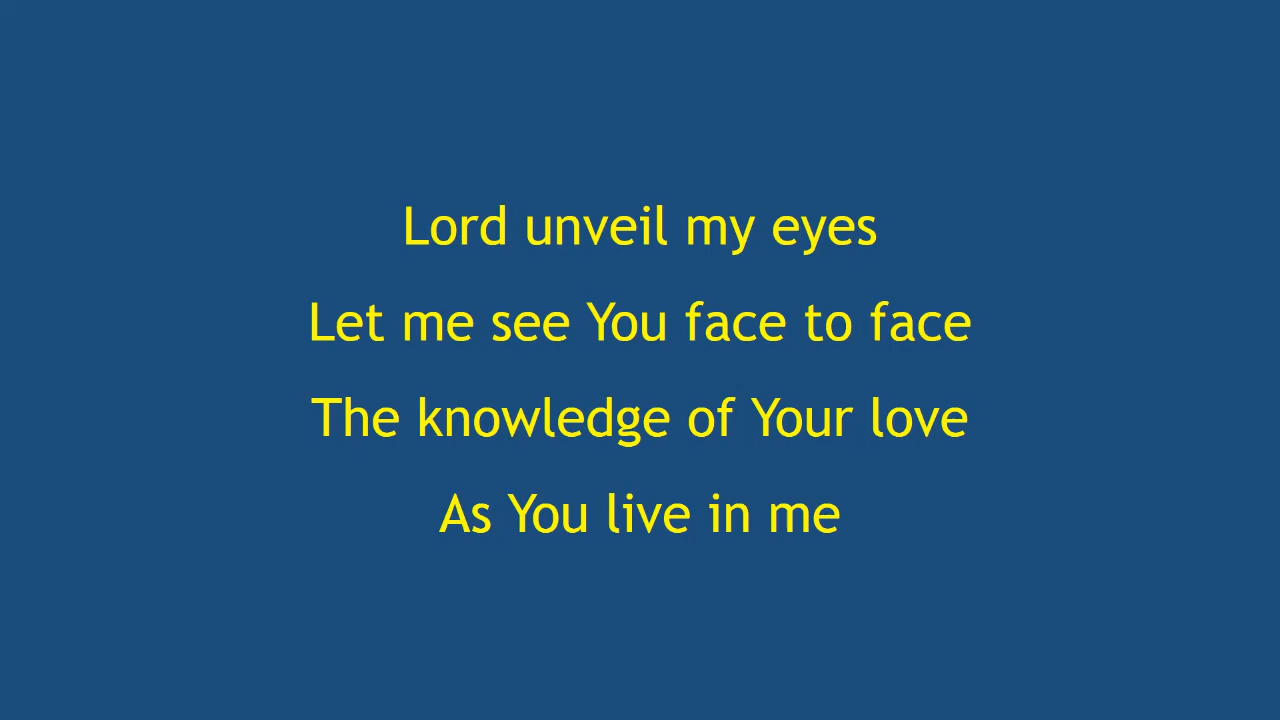 Lord unveil my eyes
Let me see You face to face
The knowledge of Your love
As You live in me